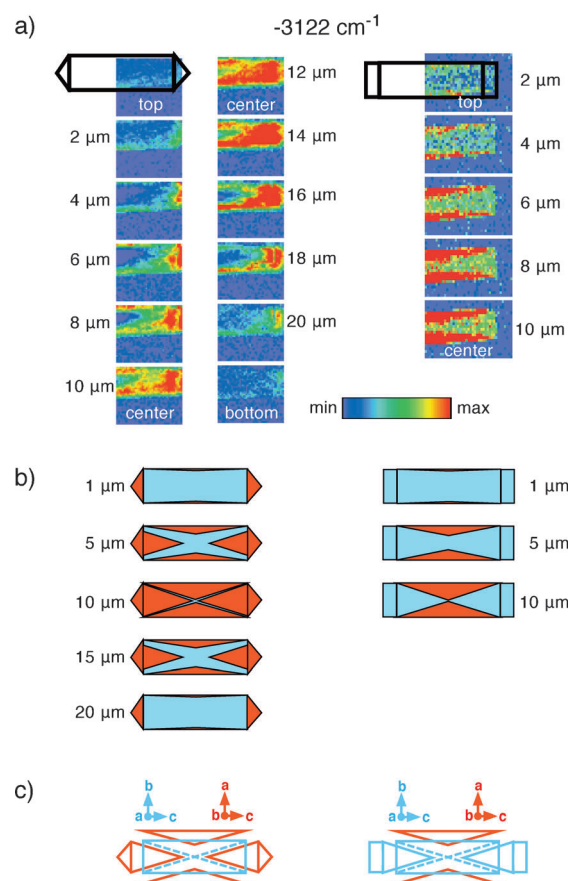 a)
-3122 cm⁻¹
top
2 µm
4 µm
6 µm
8 µm
10 µm
center
12 µm
center
14 µm
16 µm
18 µm
20 µm
bottom
2 µm
top
4 µm
6 µm
8 µm
10 µm
center
min max
b)
1 µm
5 µm
10 µm
15 µm
20 µm
1 µm
5 µm
10 µm
c)
b a
a c b c
b a
a c b c